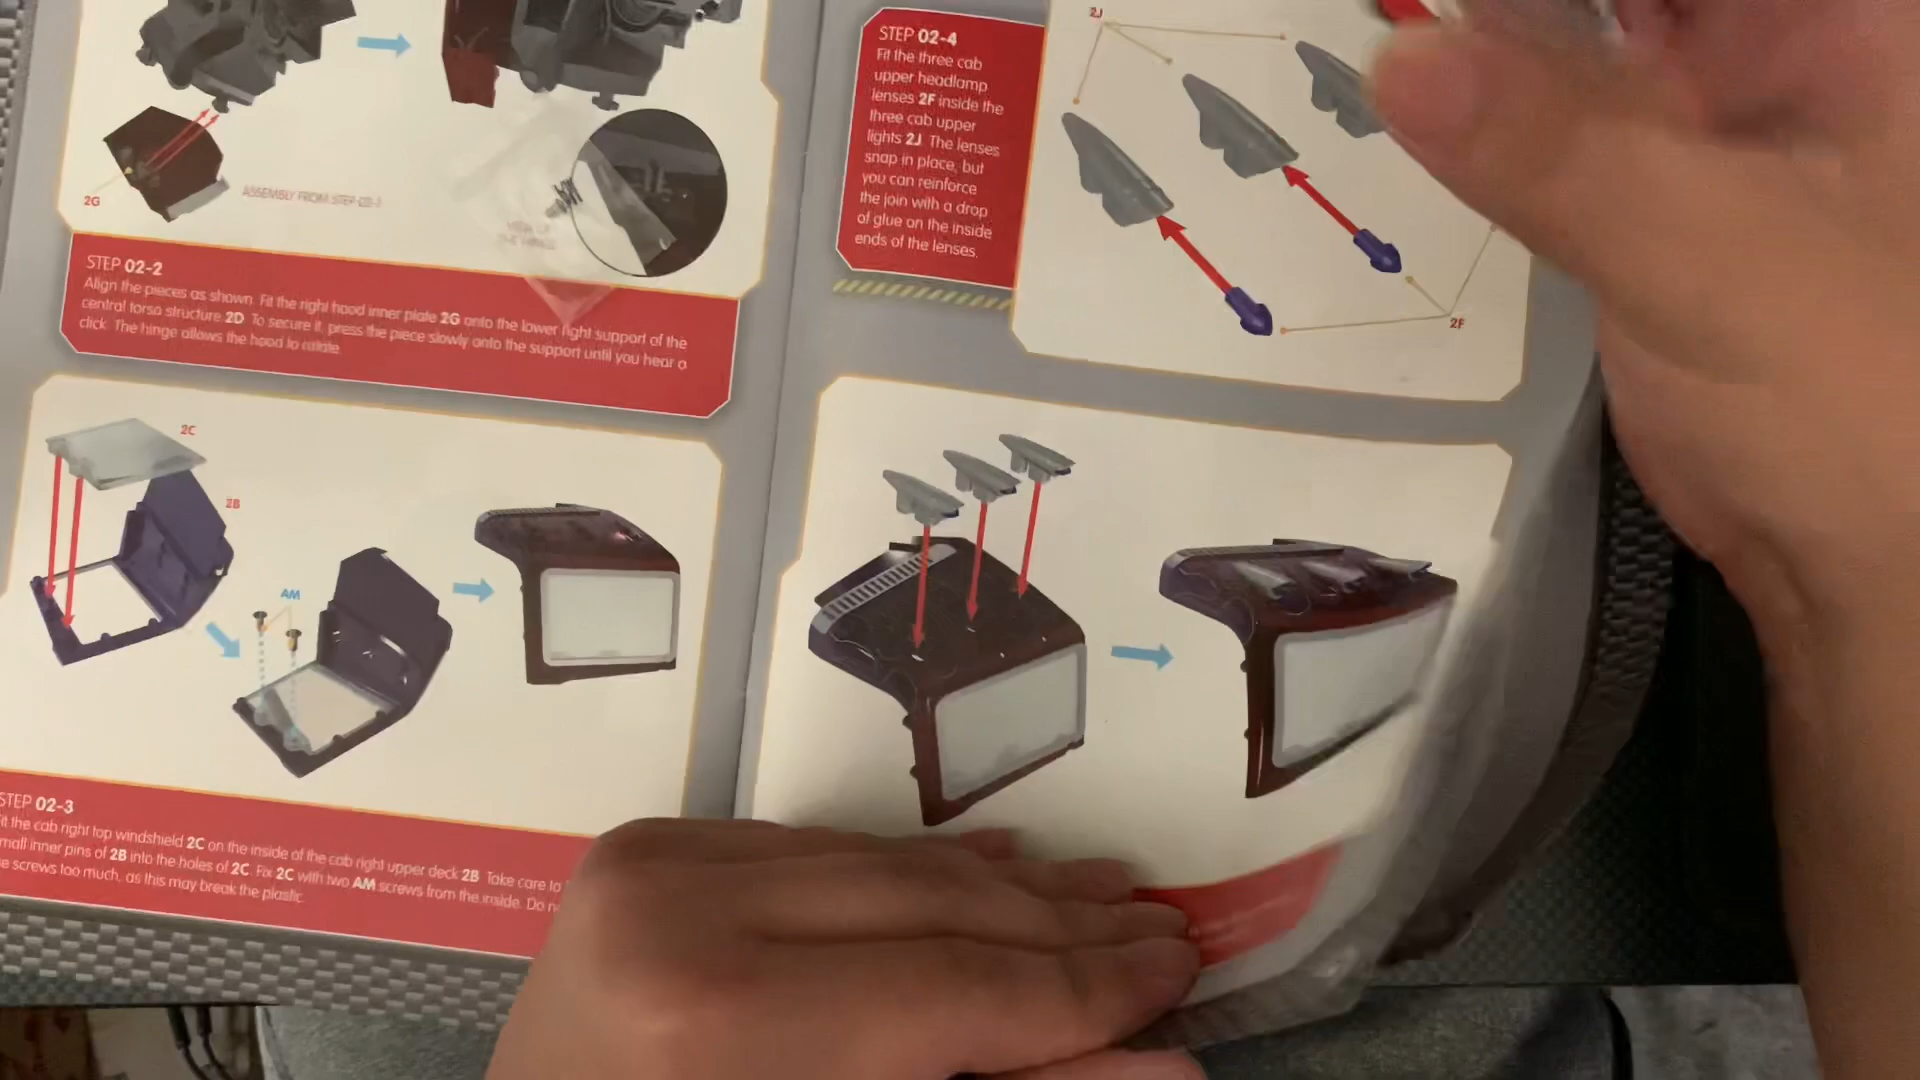 2G
ASSEMBLY FROM STEP 02-1
VIEW OF
THE HINGE
STEP 02-2
Align the pieces as shown. Fit the right hood inner plate 2G onto the lower right support of the
central torso structure 2D. To secure it, press the piece slowly onto the support until you hear a
click. The hinge allows the hood to rotate.
2C
2B
AM
STEP 02-3
Fit the cab right top windshield 2C on the inside of the cab right upper deck 2B. Take care to
small inner pins of 2B into the holes of 2C. Fix 2C with two AM screws from the inside. Do
screws too much, as this may break the plastic.
STEP 02-4
Fit the three cab
upper headlamp
lenses 2F inside the
three cab upper
lights 2J. The lenses
snap in place, but
you can reinforce
the join with a drop
of glue on the inside
ends of the lenses.
2J
2F